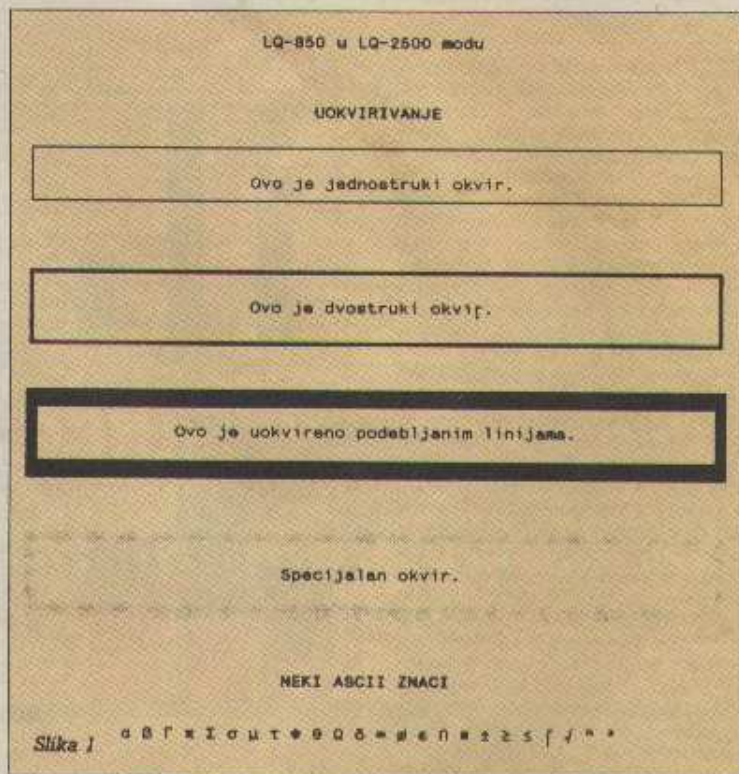 LQ-850 u LQ-2500 modu
UOKVIRIVANJE
Ovo je jednostruki okvir.
Ovo je dvostruki okvir.
Ovo je uokvireno podebljanim linijama.
Specijalan okvir.
NEKI ASCII ZNACI
Slika 1 α β Γ π Σ σ μ τ Φ θ Ω δ ∞ ø ∈ ∩ ≡ ± ≥ ≤ ⌠ √ ⁿ ²